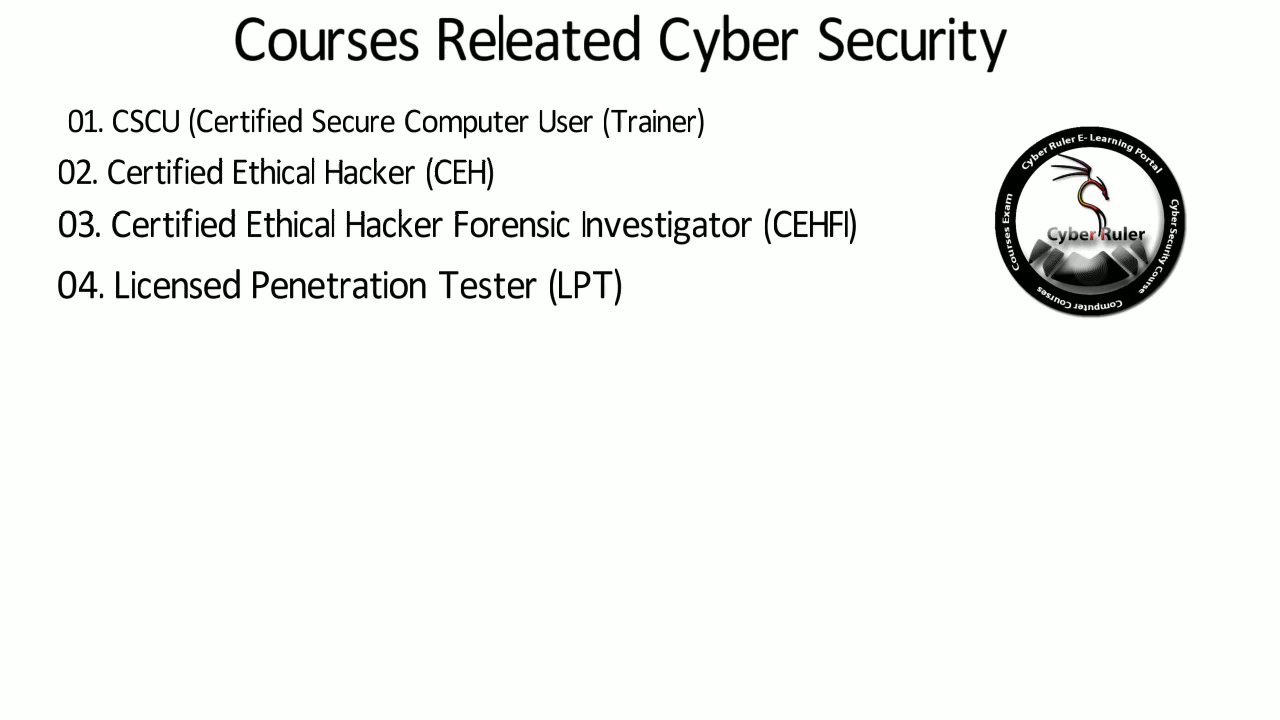 Courses Releated Cyber Security
01. CSCU (Certified Secure Computer User (Trainer)
02. Certified Ethical Hacker (CEH)
03. Certified Ethical Hacker Forensic Investigator (CEHFI)
04. Licensed Penetration Tester (LPT)
Cyber Ruler E- Learning Portal
Cyber Security Course
Computer Courses
Courses Exam
Cyber Ruler